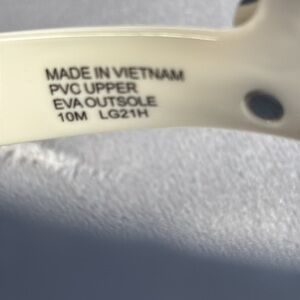 MADE IN VIETNAM
PVC UPPER
EVA OUTSOLE
10M LG21H